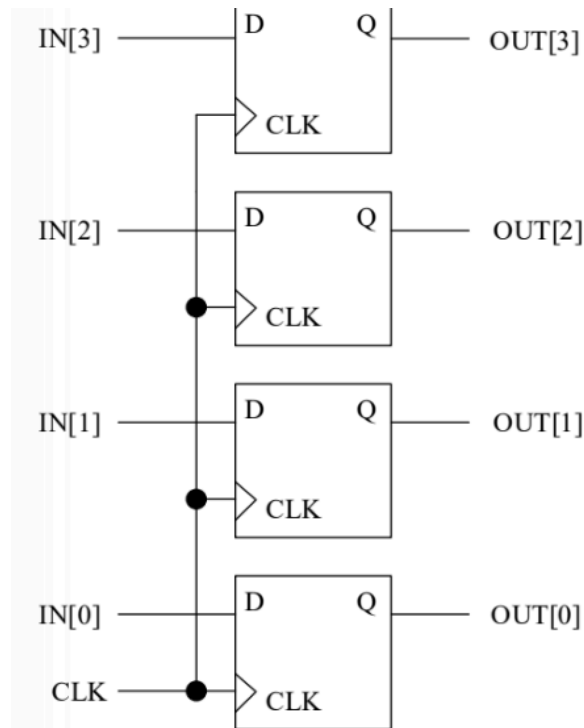 IN[3] D Q OUT[3]
CLK
IN[2] D Q OUT[2]
CLK
IN[1] D Q OUT[1]
CLK
IN[0] D Q OUT[0]
CLK CLK